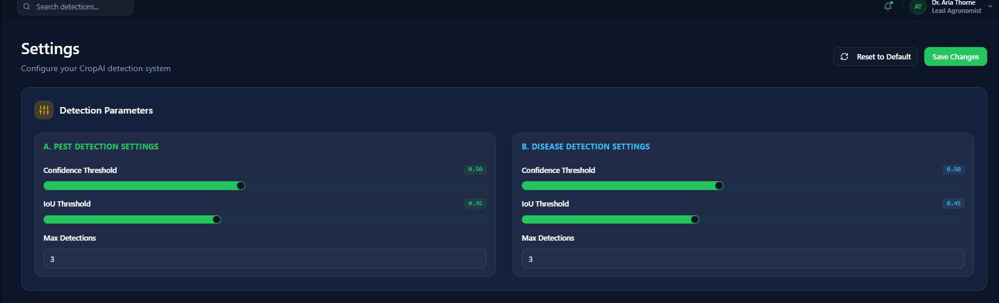 Search detections...
Dr. Aria Thorne
AT
Lead Agronomist
Settings
Configure your CropAI detection system
Reset to Default
Save Changes
Detection Parameters
A. PEST DETECTION SETTINGS
Confidence Threshold
0.50
IoU Threshold
0.45
Max Detections
3
B. DISEASE DETECTION SETTINGS
Confidence Threshold
0.50
IoU Threshold
0.45
Max Detections
3